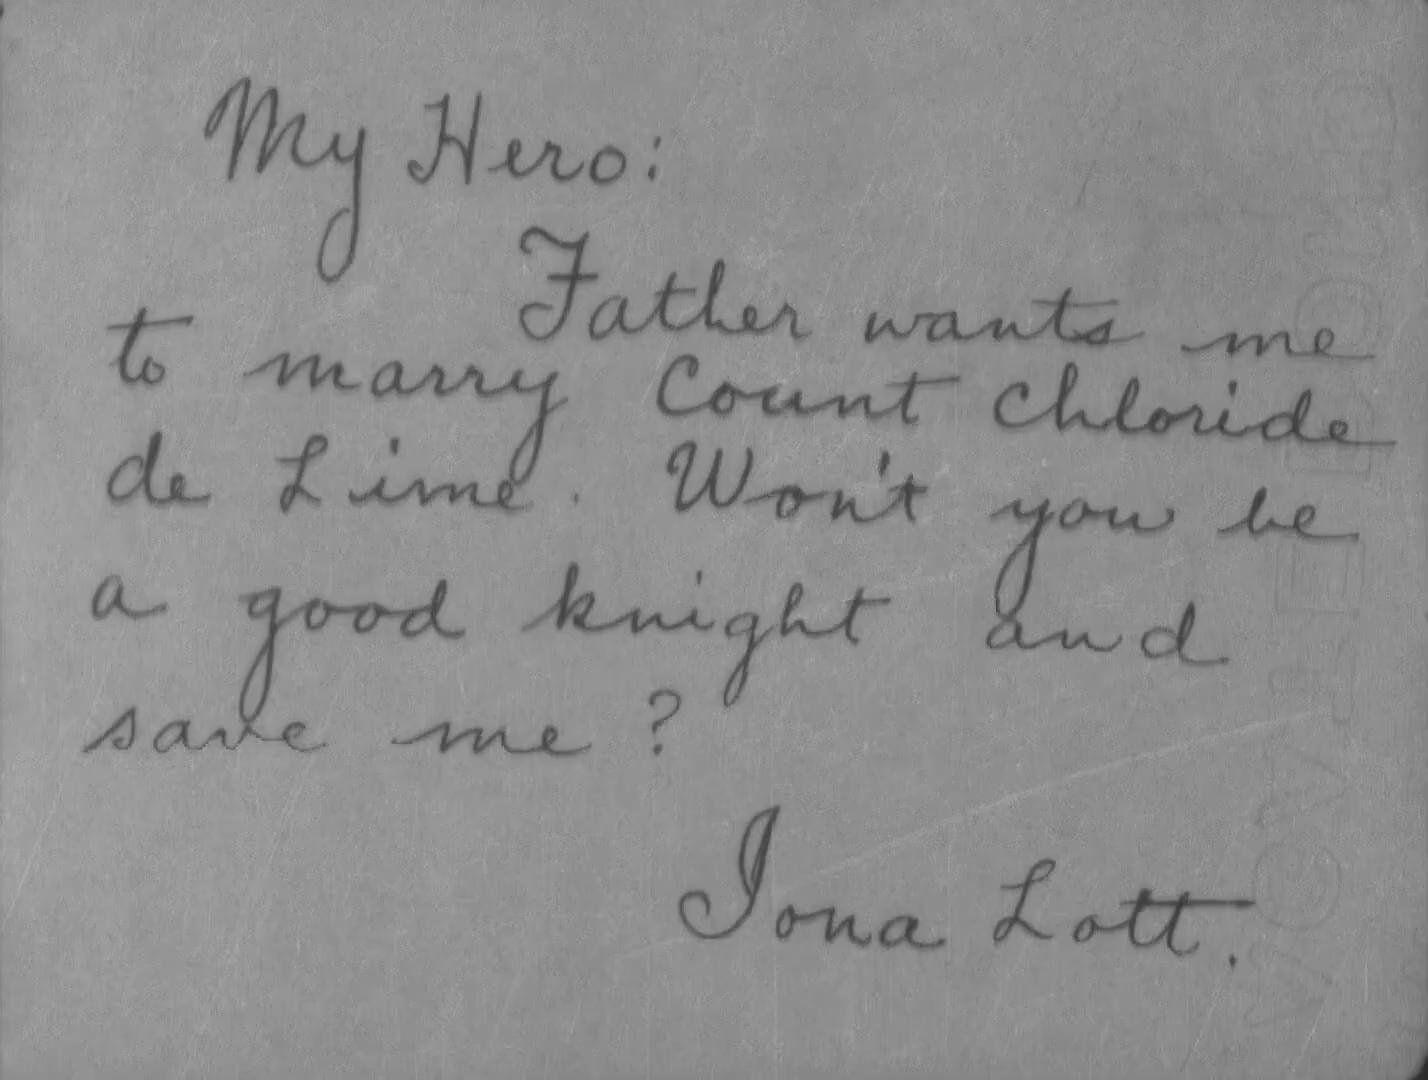 My Hero:
Father wants me
to marry Count Chloride
de Lime. Won't you be
a good knight and
save me?
Iona Lott.